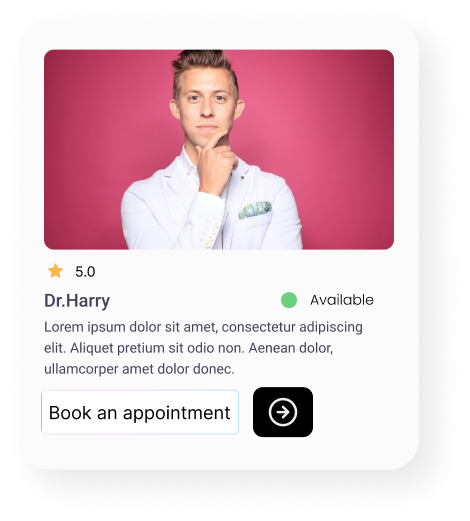 5.0
Dr.Harry
Available
Lorem ipsum dolor sit amet, consectetur adipiscing
elit. Aliquet pretium sit odio non. Aenean dolor,
ullamcorper amet dolor donec.
Book an appointment